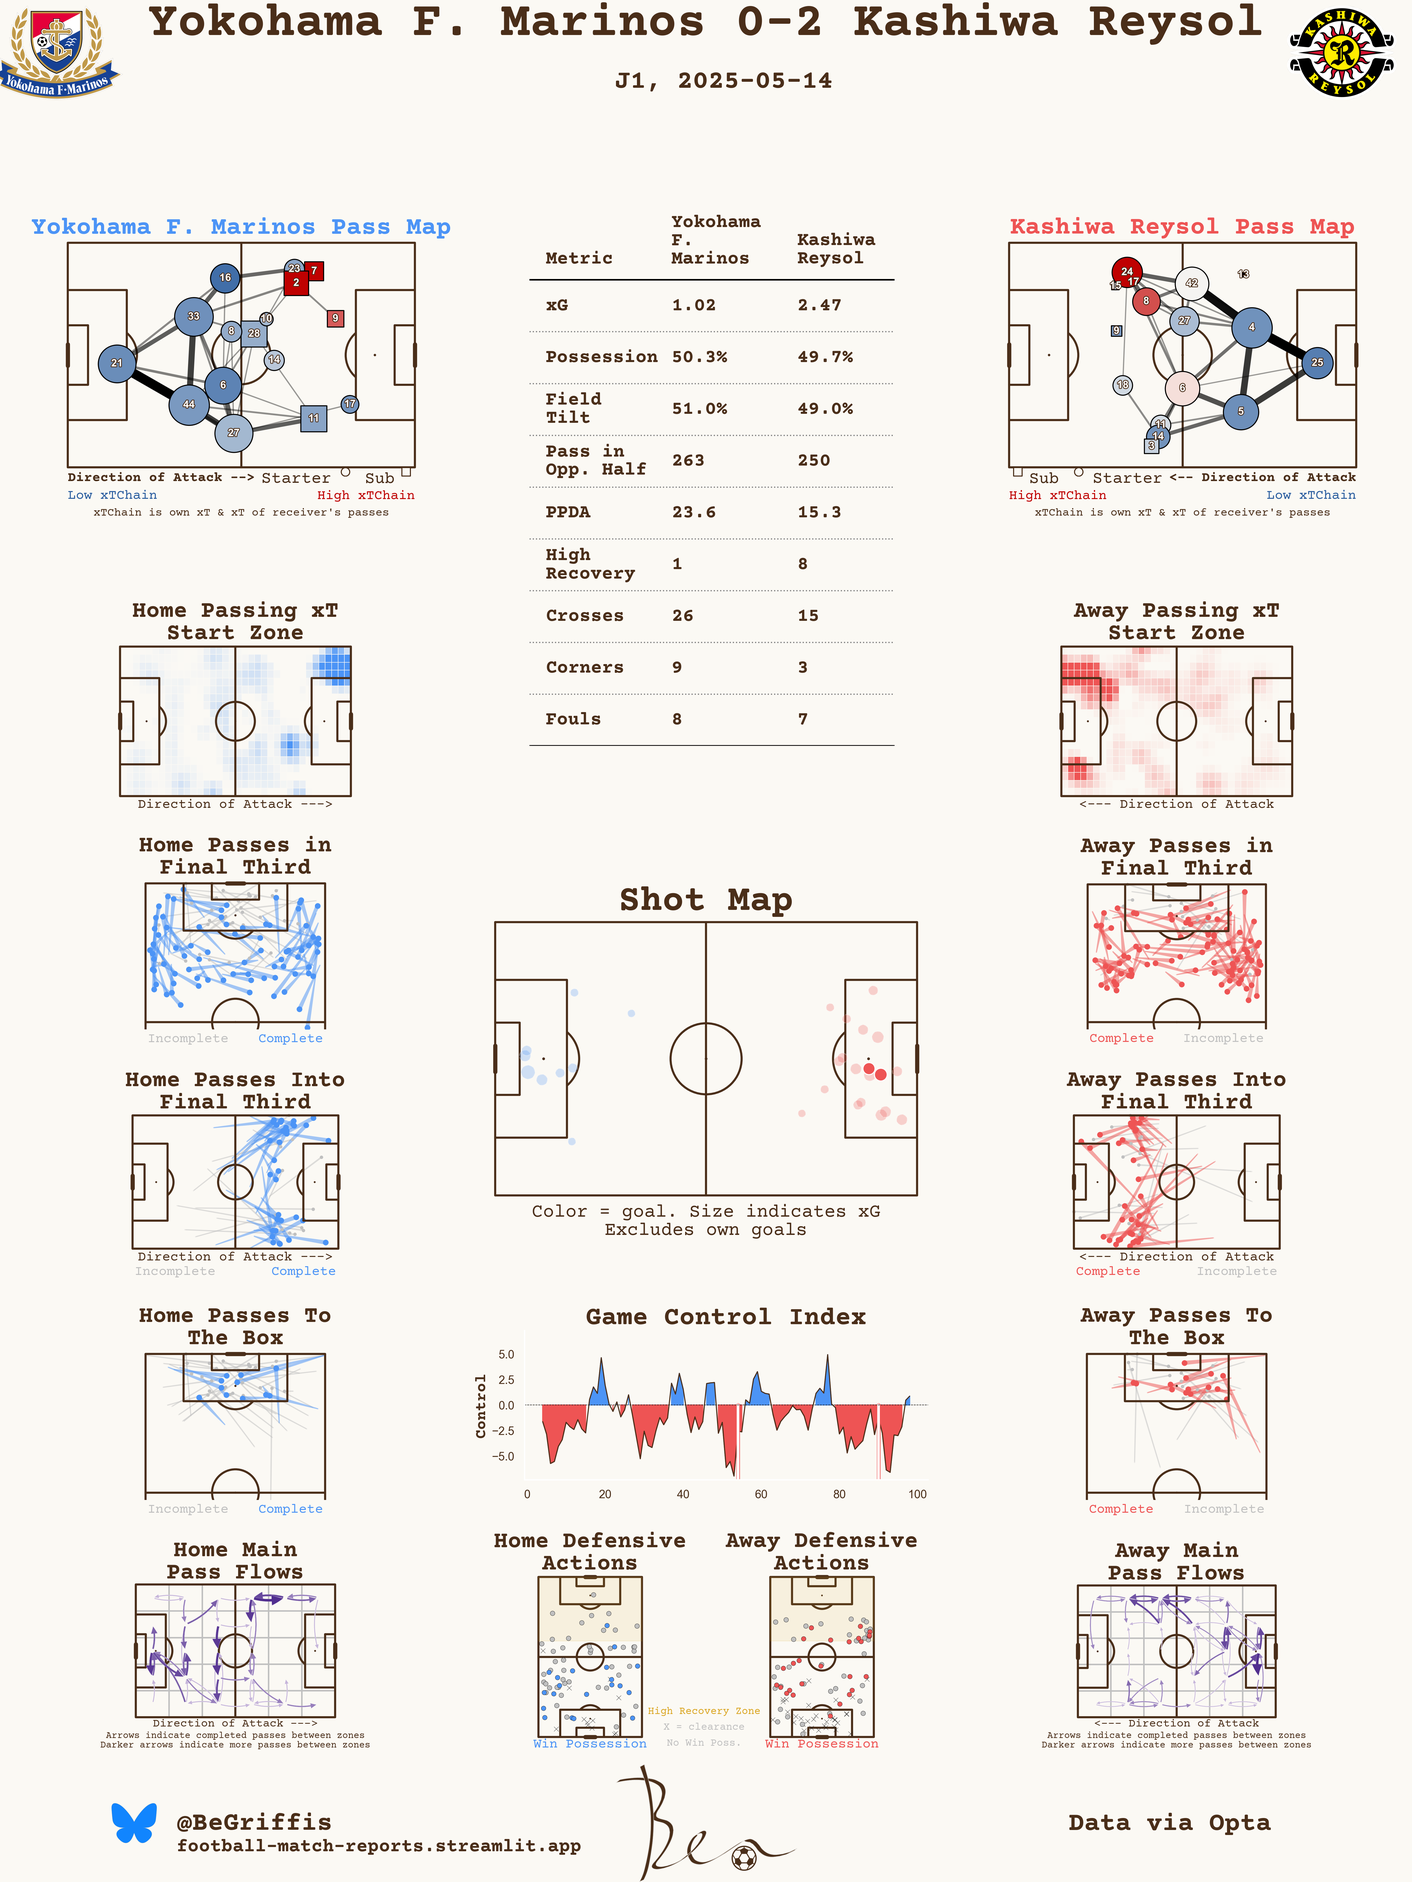 Yokohama F. Marinos 0-2 Kashiwa Reysol
J1, 2025-05-14
Yokohama F·Marinos
KASHIWA
REYSOL
Yokohama F. Marinos Pass Map
16
23
7
2
33
10
9
8
28
14
21
6
44
17
11
27
Direction of Attack --> Starter Sub
Low xTChain High xTChain
xTChain is own xT & xT of receiver's passes
Metric Yokohama F. Marinos Kashiwa Reysol
xG 1.02 2.47
Possession 50.3% 49.7%
Field Tilt 51.0% 49.0%
Pass in Opp. Half 263 250
PPDA 23.6 15.3
High Recovery 1 8
Crosses 26 15
Corners 9 3
Fouls 8 7
Kashiwa Reysol Pass Map
24
17
15
42
13
8
27
9
4
25
18
6
5
11
14
3
Sub Starter <-- Direction of Attack
High xTChain Low xTChain
xTChain is own xT & xT of receiver's passes
Home Passing xT
Start Zone
Direction of Attack --->
Away Passing xT
Start Zone
<--- Direction of Attack
Home Passes in
Final Third
Incomplete Complete
Away Passes in
Final Third
Complete Incomplete
Shot Map
Color = goal. Size indicates xG
Excludes own goals
Home Passes Into
Final Third
Direction of Attack --->
Incomplete Complete
Away Passes Into
Final Third
<--- Direction of Attack
Complete Incomplete
Home Passes To
The Box
Incomplete Complete
Game Control Index
Control
5.0
2.5
0.0
−2.5
−5.0
0 20 40 60 80 100
Away Passes To
The Box
Complete Incomplete
Home Main
Pass Flows
Direction of Attack --->
Arrows indicate completed passes between zones
Darker arrows indicate more passes between zones
Home Defensive
Actions
Win Possession
High Recovery Zone
X = clearance
No Win Poss.
Away Defensive
Actions
Win Possession
Away Main
Pass Flows
<--- Direction of Attack
Arrows indicate completed passes between zones
Darker arrows indicate more passes between zones
@BeGriffis
football-match-reports.streamlit.app
Ben
Data via Opta